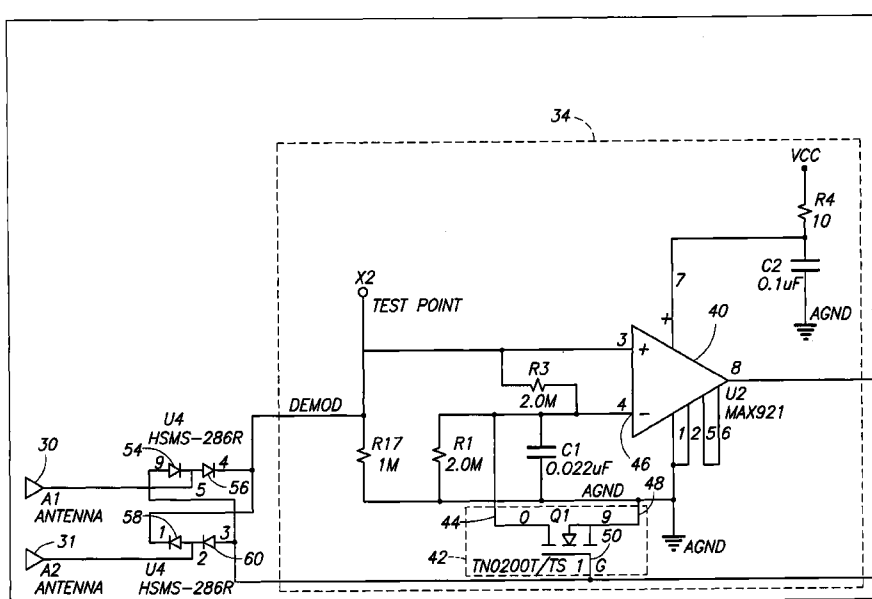 34
VCC
R4
10
X2
TEST POINT
C2
0.1uF
7
AGND
+
40
3
+
8
R3
2.0M
U2
MAX921
DEMOD
4
-
1
2
5
6
U4
HSMS-286R
R17
1M
R1
2.0M
C1
0.022uF
46
54
9
4
30
5
56
AGND
48
A1
ANTENNA
58
44
O
Q1
9
50
1
3
31
2
60
42
TN0200T/TS
1
G
AGND
A2
ANTENNA
U4
HSMS-286R